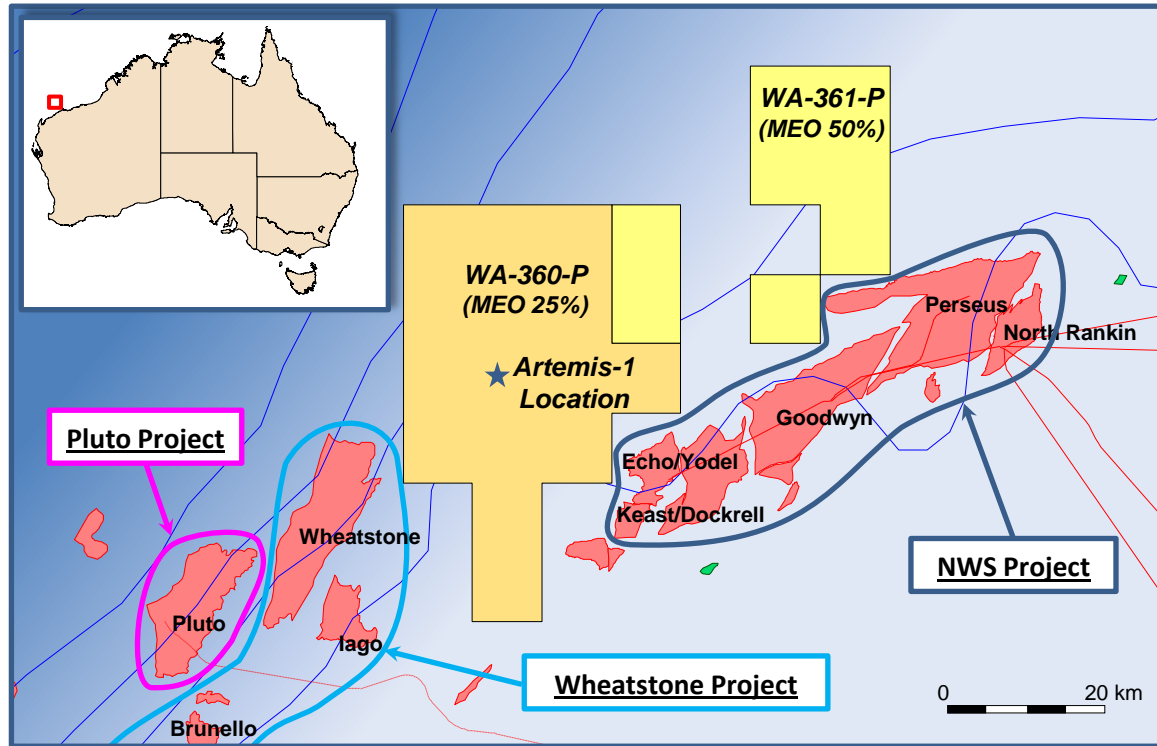 WA-361-P
(MEO 50%)
WA-360-P
(MEO 25%)
Perseus
North Rankin
Artemis-1
Location
Goodwyn
Pluto Project
Echo/Yodel
Keast/Dockrell
Wheatstone
NWS Project
Pluto
Iago
Wheatstone Project
0 20 km
Brunello